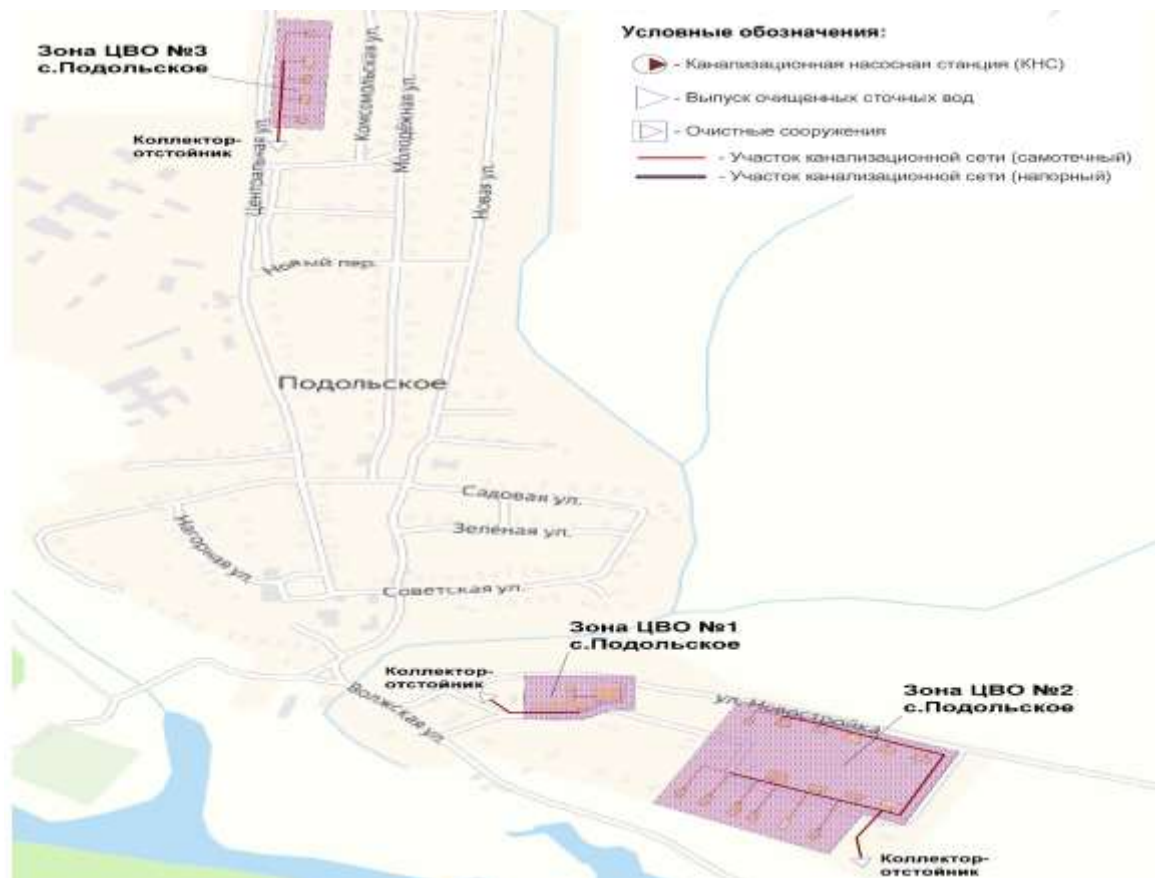 Зона ЦВО №3
с.Подольское
Коллектор-
отстойник
Центральная ул.
Комсомольская ул.
Молодёжная ул.
Новая ул.
Новый пер.
Условные обозначения:
- Канализационная насосная станция (КНС)
- Выпуск очищенных сточных вод
- Очистные сооружения
- Участок канализационной сети (самотечный)
- Участок канализационной сети (напорный)
Подольское
Садовая ул.
Зелёная ул.
Нагорная ул.
Советская ул.
Зона ЦВО №1
с.Подольское
Коллектор-
отстойник
Волжская ул.
ул. Новостройка
Зона ЦВО №2
с.Подольское
Коллектор-
отстойник